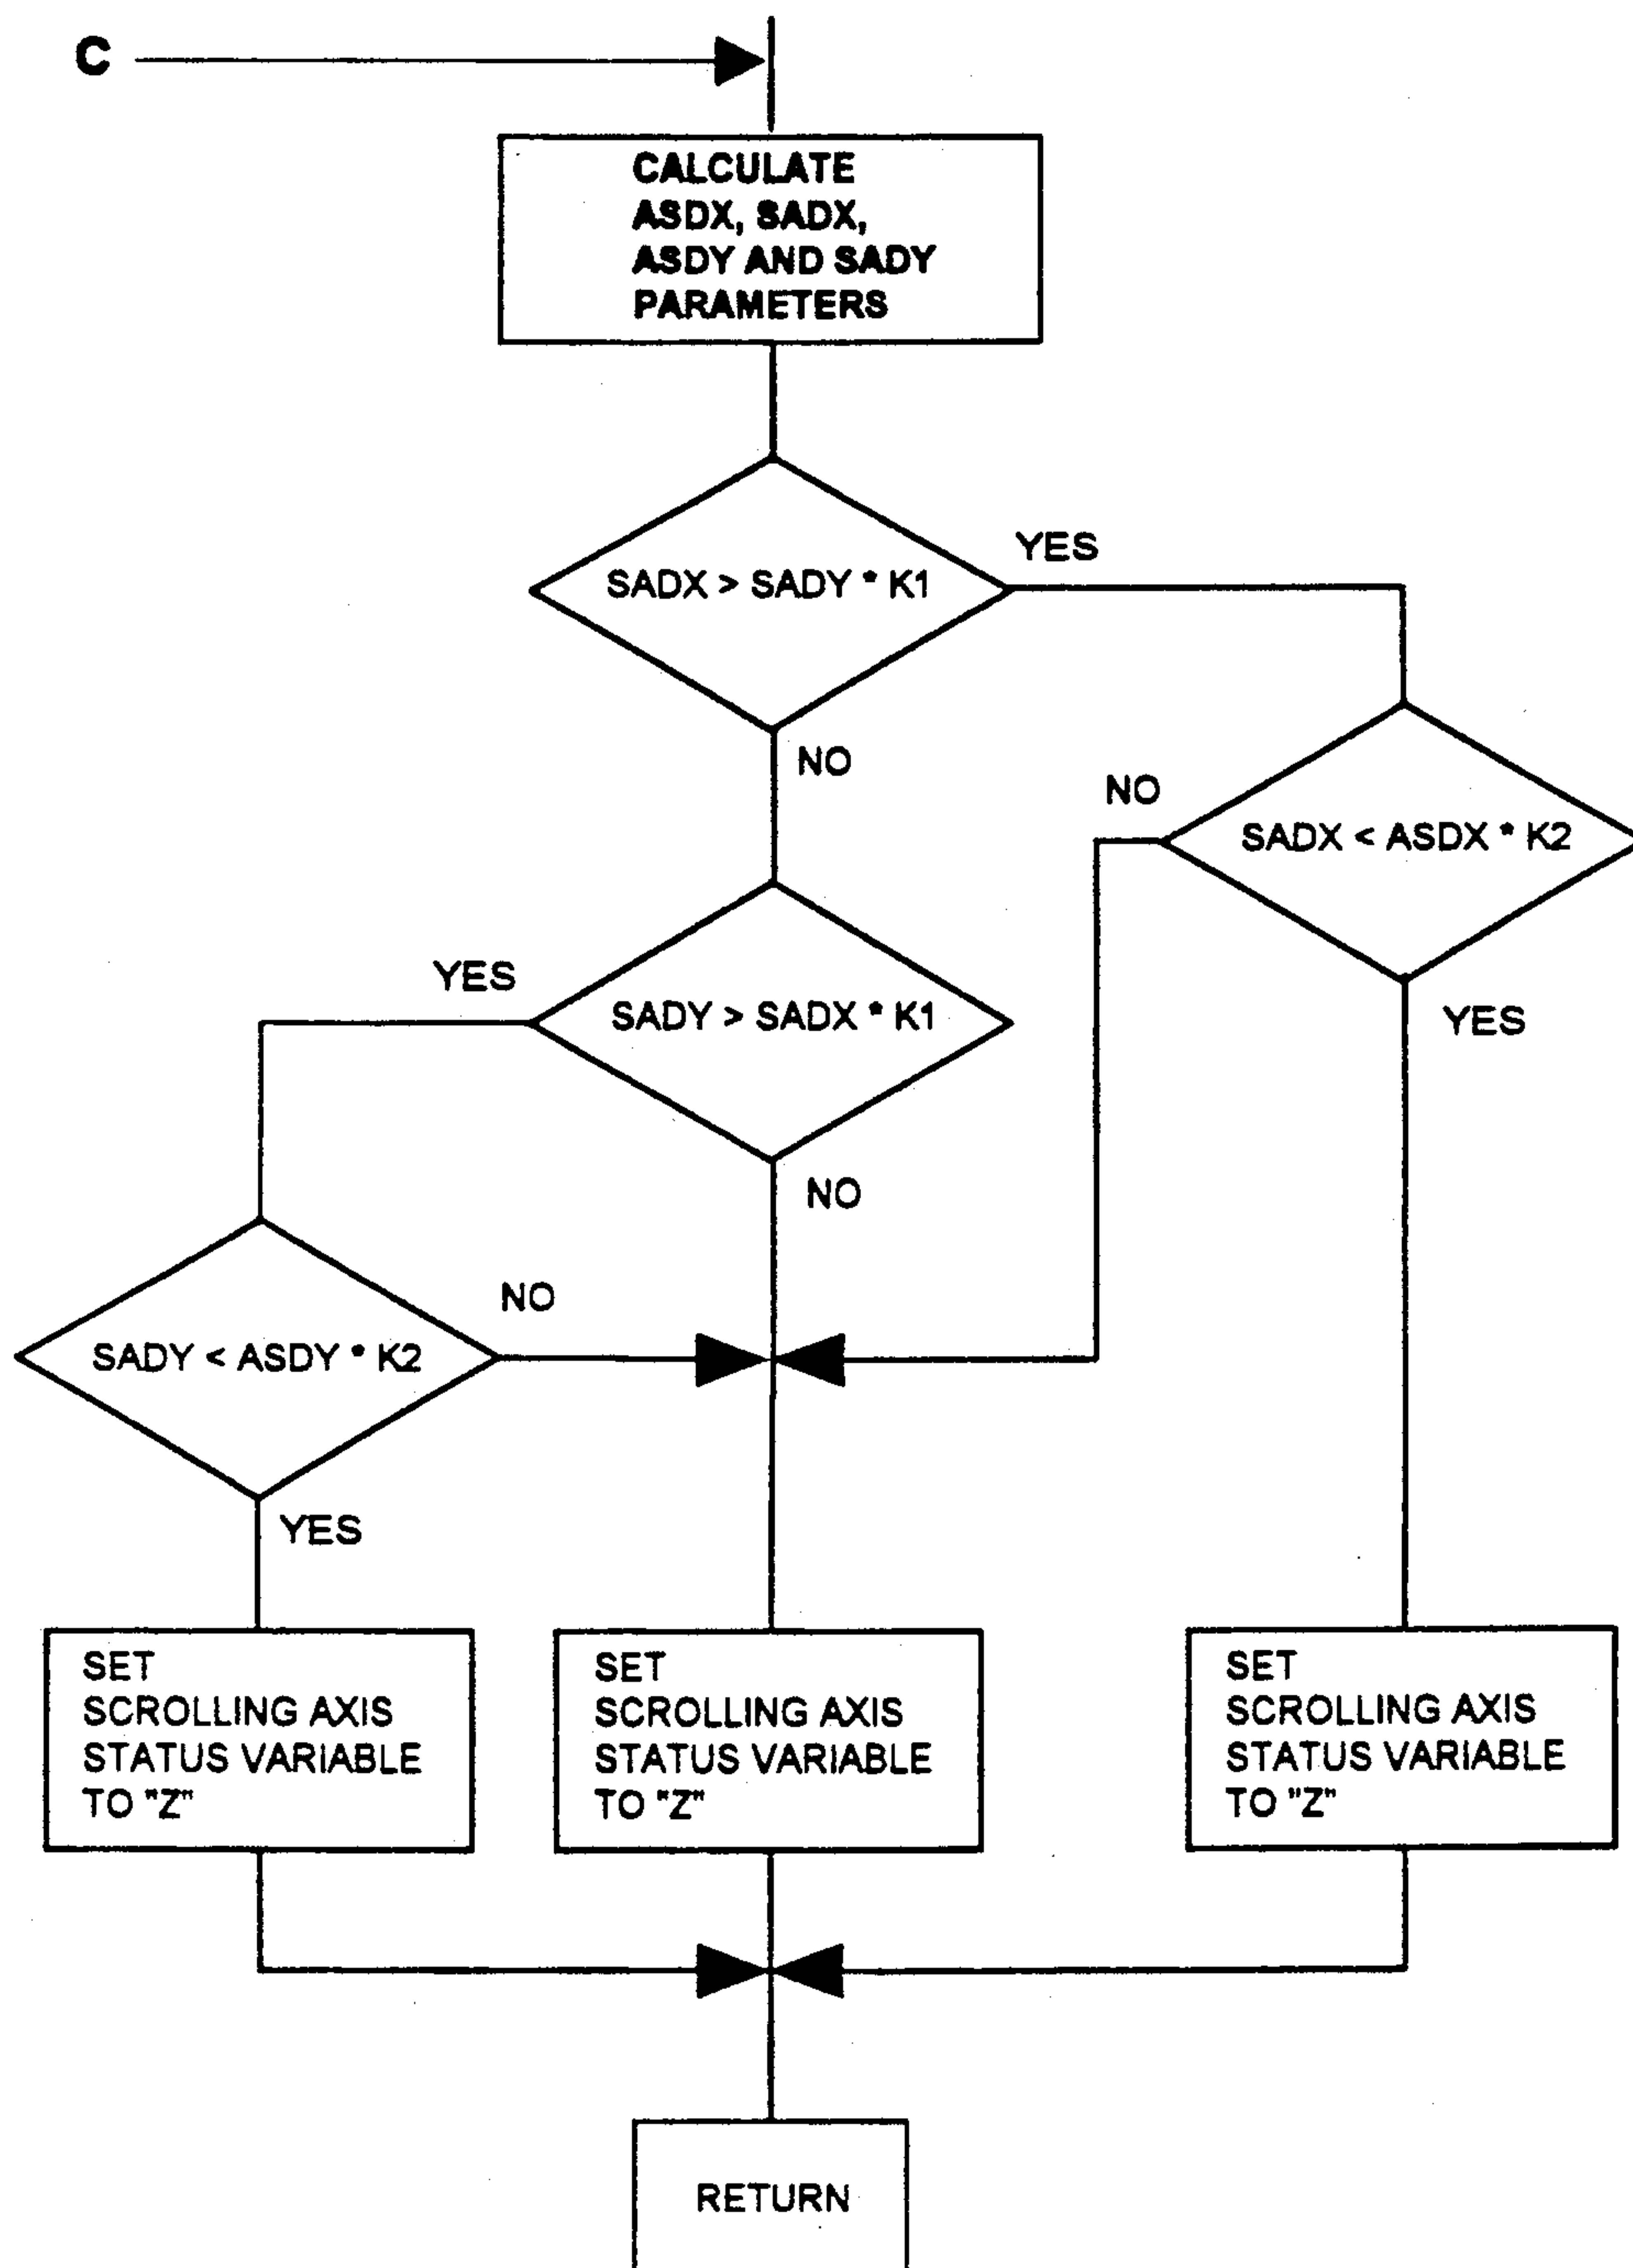 C
CALCULATE
ASDX, SADX,
ASDY AND SADY
PARAMETERS
SADX > SADY * K1
YES
NO
NO
SADX < ASDX * K2
YES
SADY > SADX * K1
YES
NO
NO
SADY < ASDY * K2
YES
SET
SCROLLING AXIS
STATUS VARIABLE
TO "Z"
SET
SCROLLING AXIS
STATUS VARIABLE
TO "Z"
SET
SCROLLING AXIS
STATUS VARIABLE
TO "Z"
RETURN